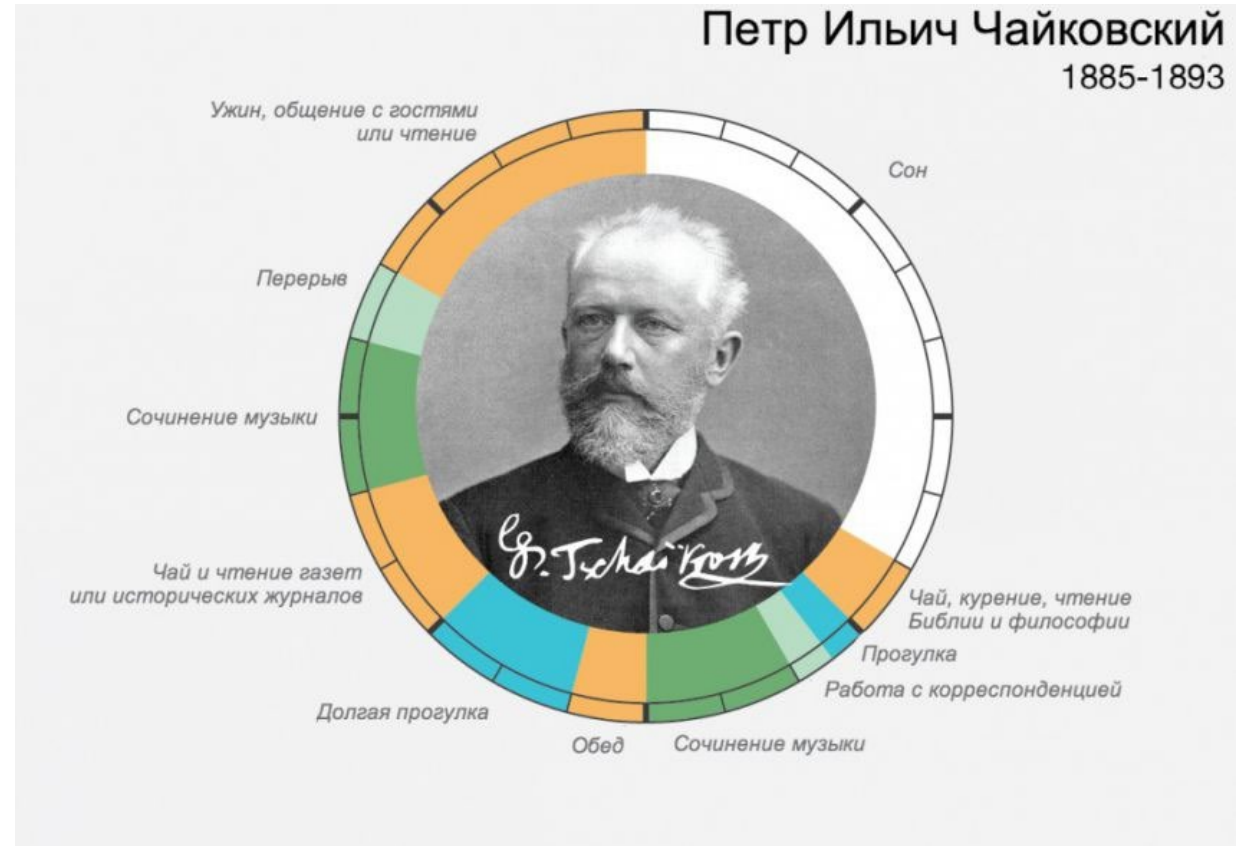 Петр Ильич Чайковский
1885-1893
Ужин, общение с гостями
или чтение
Сон
Перерыв
Сочинение музыки
Чай и чтение газет
или исторических журналов
Чай, курение, чтение
Библии и философии
Прогулка
Работа с корреспонденцией
Долгая прогулка
Обед
Сочинение музыки